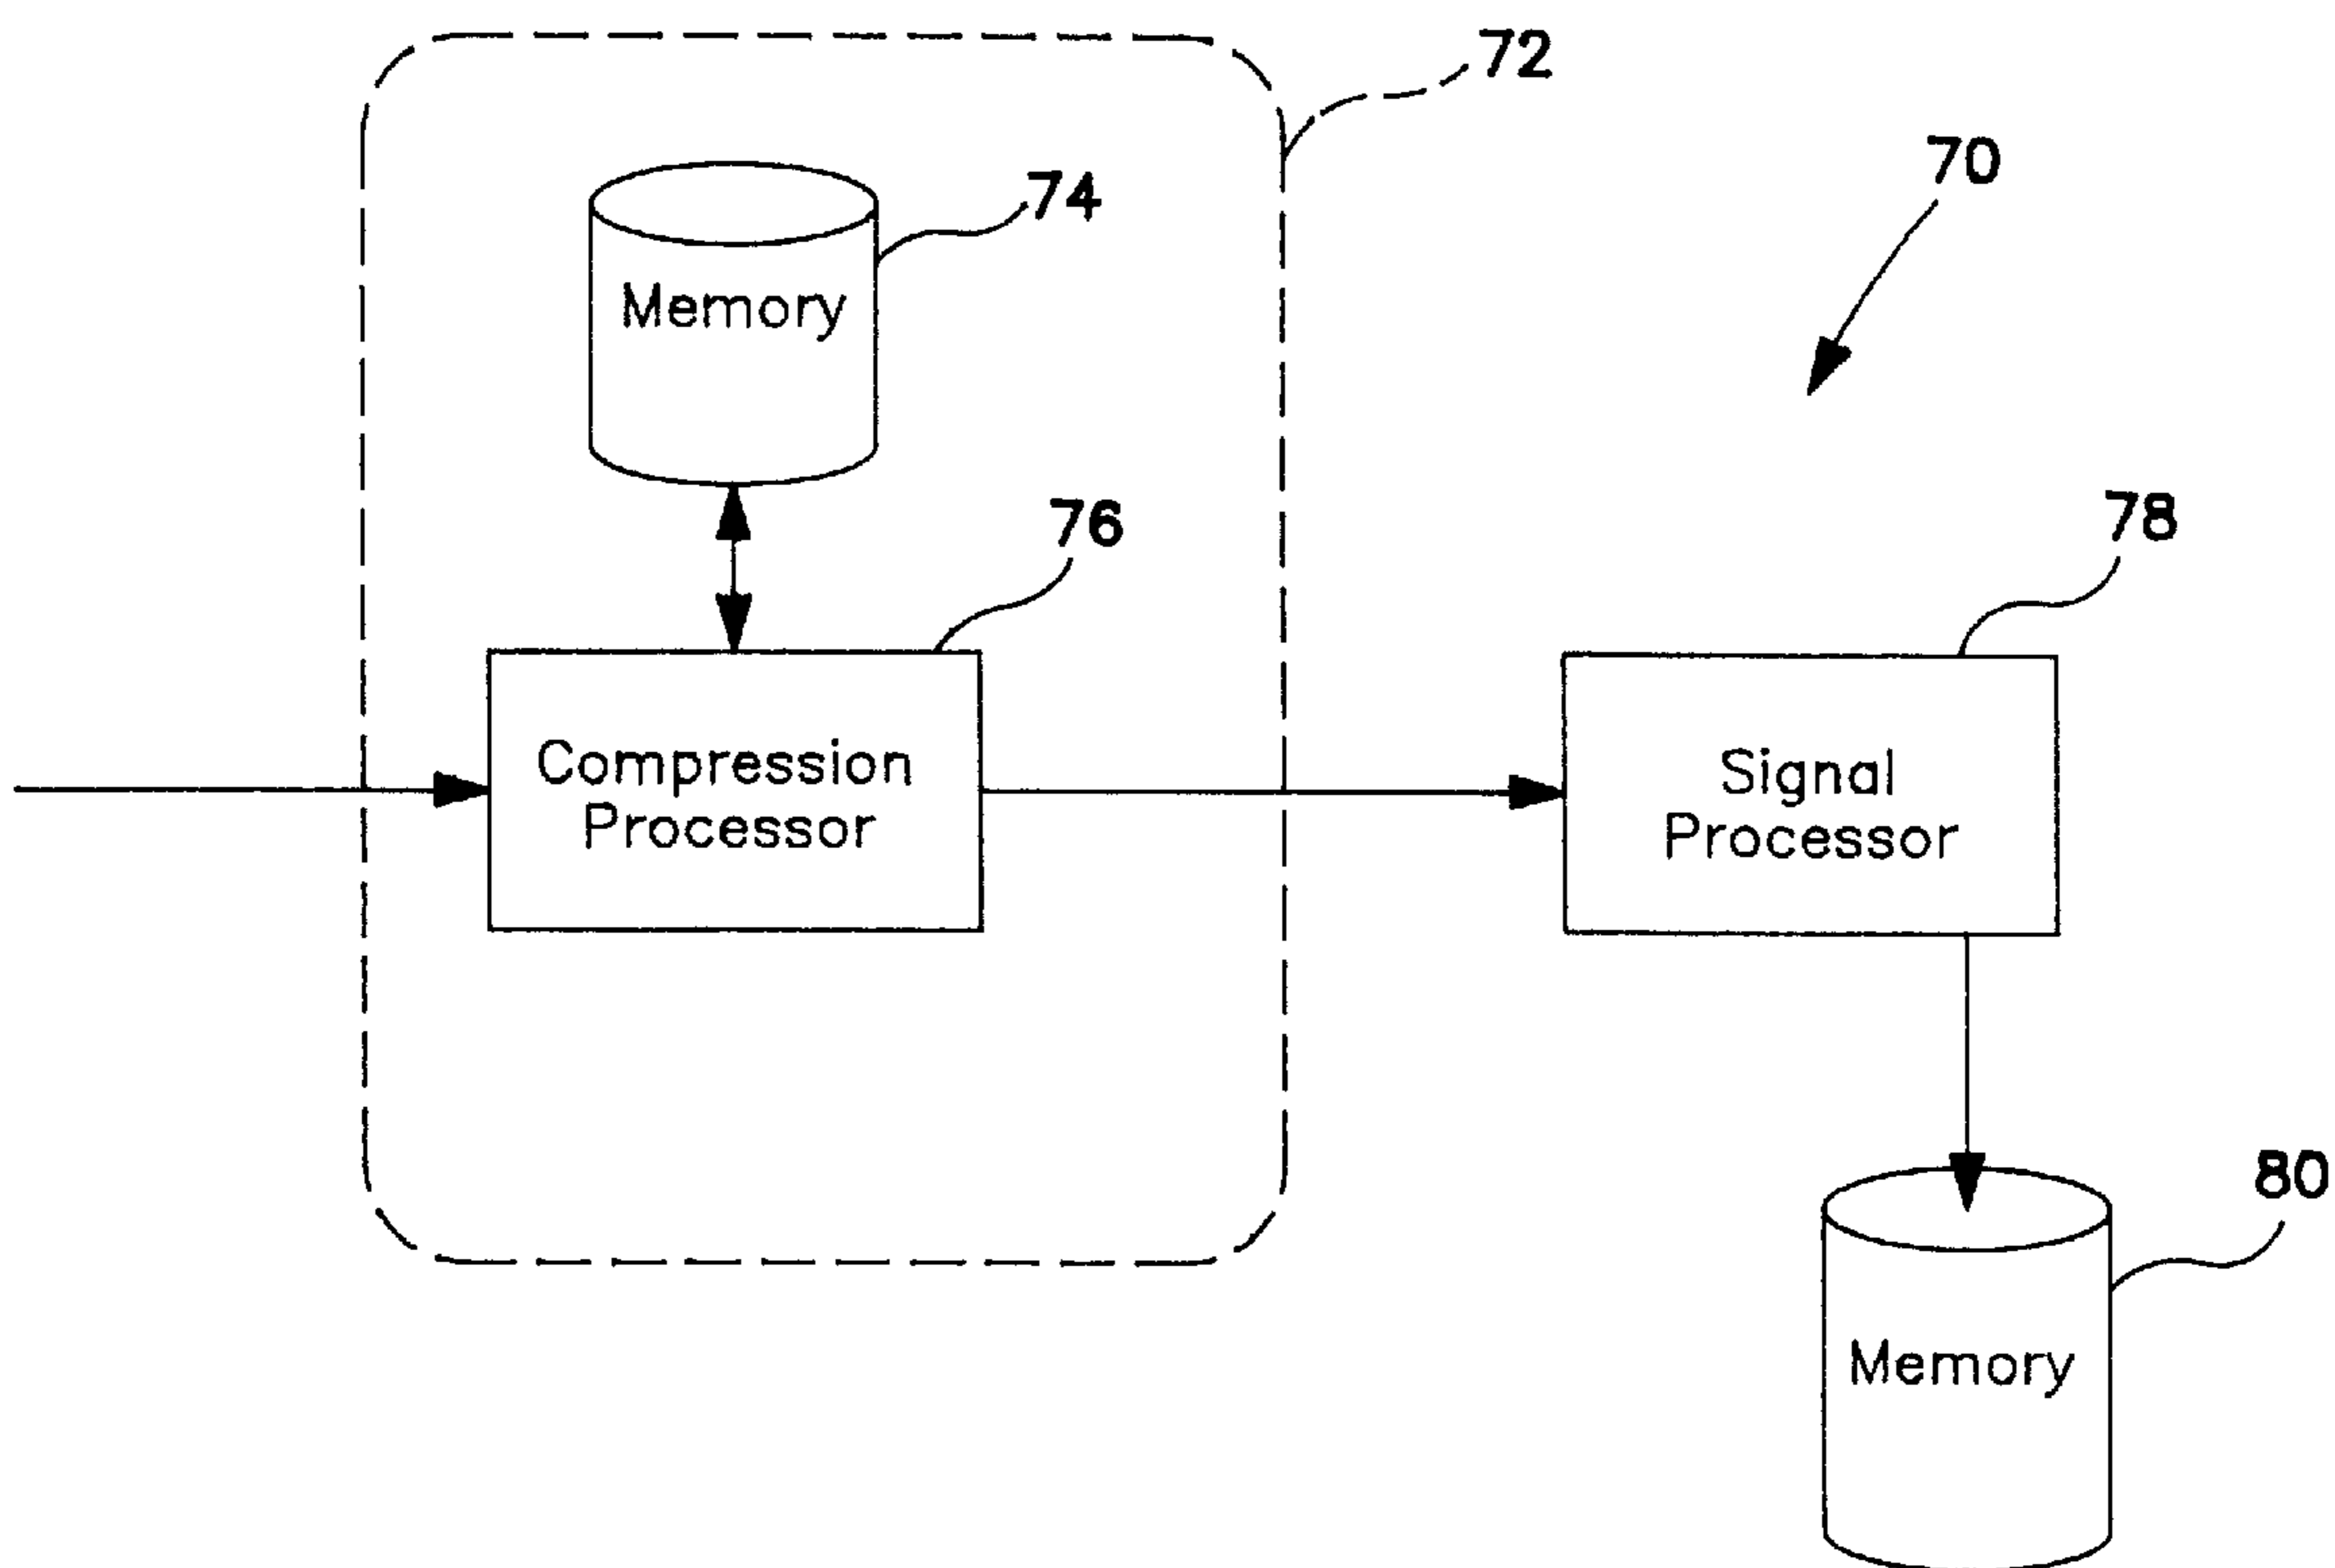 72
70
74
Memory
76
78
Compression
Processor
Signal
Processor
80
Memory